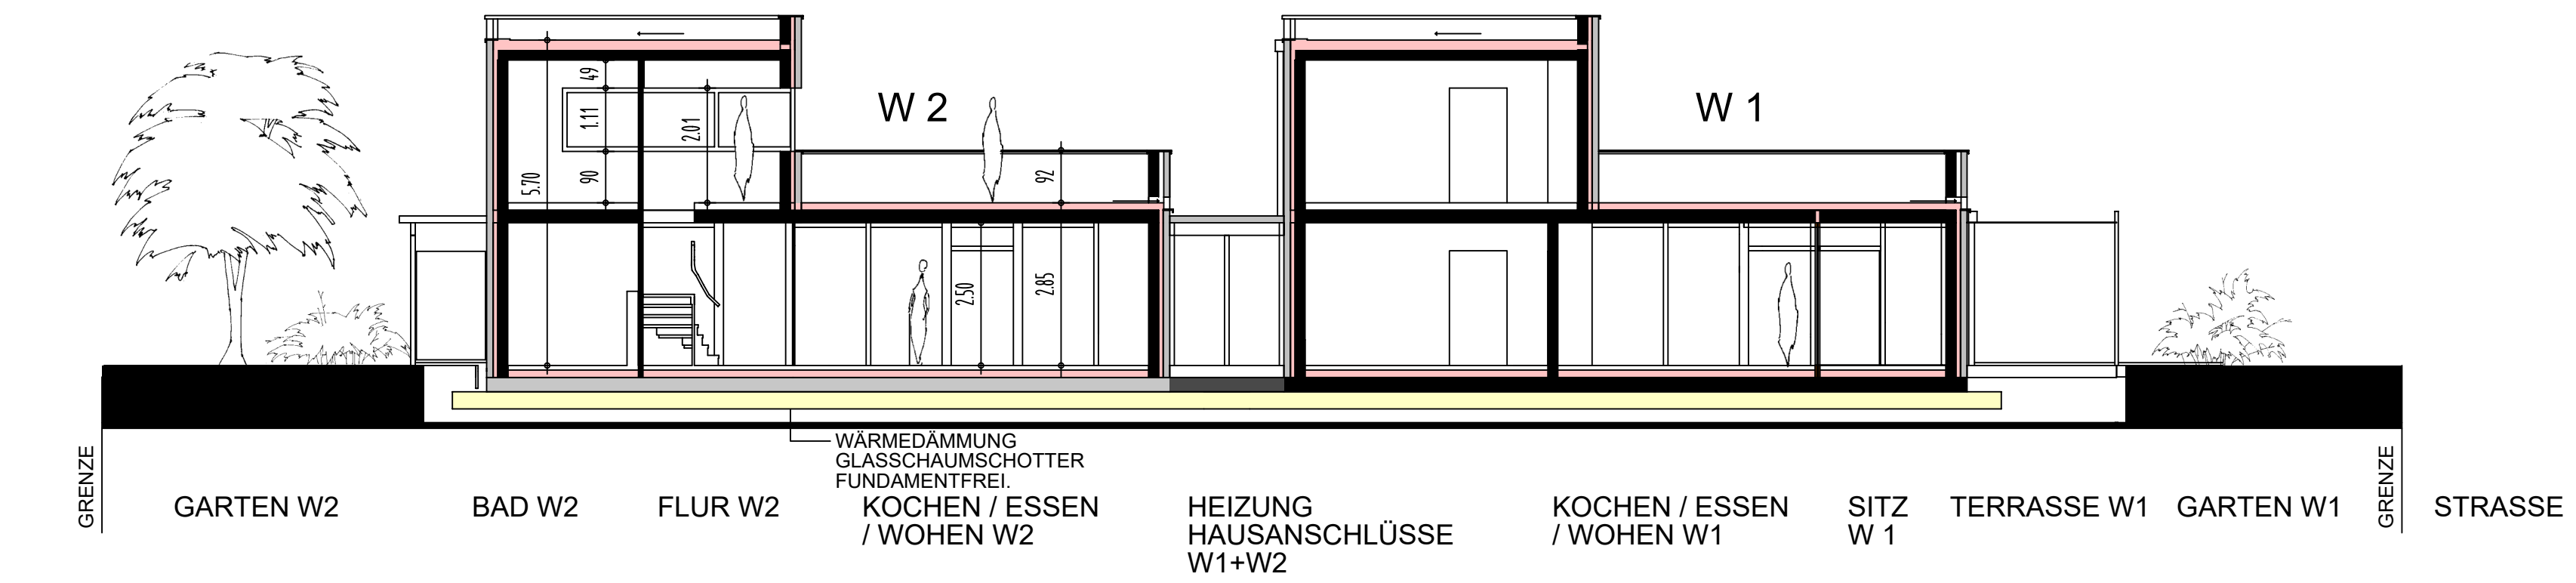 W 2
W 1
49
1.11
2.01
90
5.70
92
2.50
2.85
WÄRMEDÄMMUNG
GLASSCHAUMSCHOTTER
FUNDAMENTFREI.
GRENZE
GARTEN W2
BAD W2
FLUR W2
KOCHEN / ESSEN
/ WOHEN W2
HEIZUNG
HAUSANSCHLÜSSE
W1+W2
KOCHEN / ESSEN
/ WOHEN W1
SITZ
W 1
TERRASSE W1
GARTEN W1
GRENZE
STRASSE